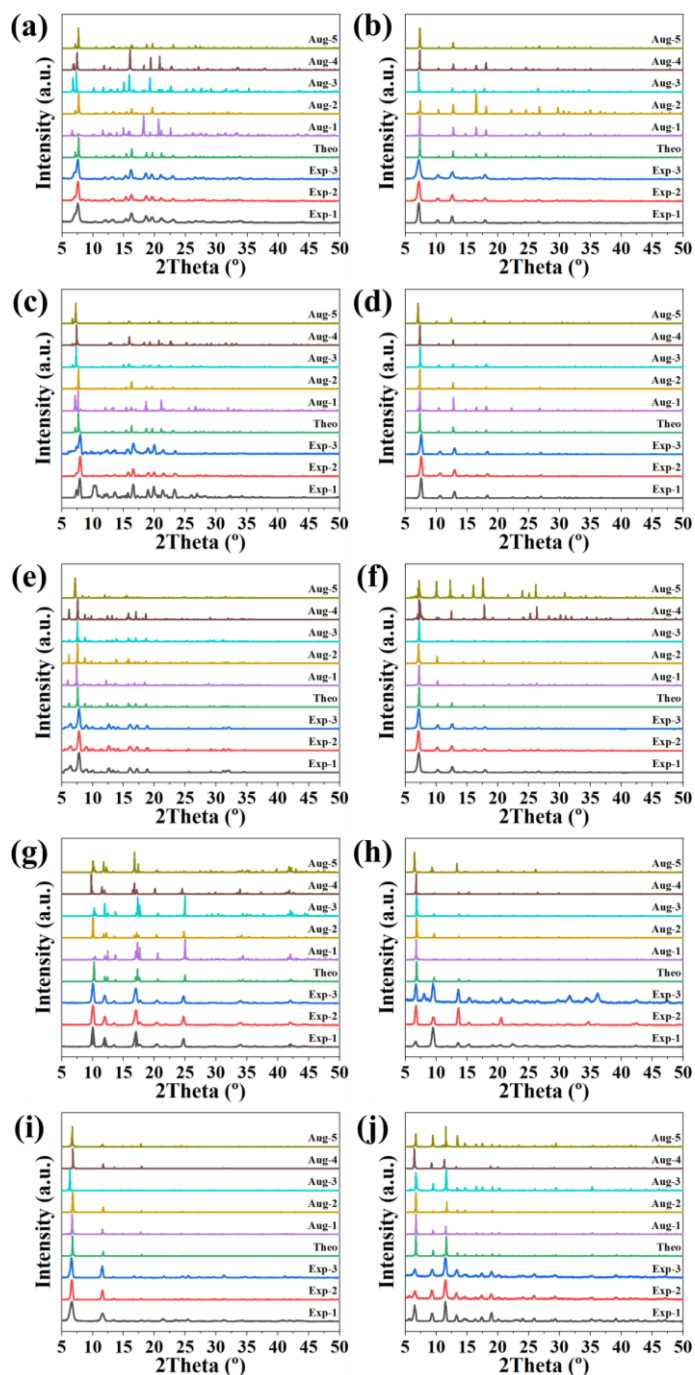 (a)
Intensity (a.u.)
Aug-5
Aug-4
Aug-3
Aug-2
Aug-1
Theo
Exp-3
Exp-2
Exp-1
5 10 15 20 25 30 35 40 45 50
2Theta (º)
(b)
Intensity (a.u.)
Aug-5
Aug-4
Aug-3
Aug-2
Aug-1
Theo
Exp-3
Exp-2
Exp-1
5 10 15 20 25 30 35 40 45 50
2Theta (º)
(c)
Intensity (a.u.)
Aug-5
Aug-4
Aug-3
Aug-2
Aug-1
Theo
Exp-3
Exp-2
Exp-1
5 10 15 20 25 30 35 40 45 50
2Theta (º)
(d)
Intensity (a.u.)
Aug-5
Aug-4
Aug-3
Aug-2
Aug-1
Theo
Exp-3
Exp-2
Exp-1
5 10 15 20 25 30 35 40 45 50
2Theta (º)
(e)
Intensity (a.u.)
Aug-5
Aug-4
Aug-3
Aug-2
Aug-1
Theo
Exp-3
Exp-2
Exp-1
5 10 15 20 25 30 35 40 45 50
2Theta (º)
(f)
Intensity (a.u.)
Aug-5
Aug-4
Aug-3
Aug-2
Aug-1
Theo
Exp-3
Exp-2
Exp-1
5 10 15 20 25 30 35 40 45 50
2Theta (º)
(g)
Intensity (a.u.)
Aug-5
Aug-4
Aug-3
Aug-2
Aug-1
Theo
Exp-3
Exp-2
Exp-1
5 10 15 20 25 30 35 40 45 50
2Theta (º)
(h)
Intensity (a.u.)
Aug-5
Aug-4
Aug-3
Aug-2
Aug-1
Theo
Exp-3
Exp-2
Exp-1
5 10 15 20 25 30 35 40 45 50
2Theta (º)
(i)
Intensity (a.u.)
Aug-5
Aug-4
Aug-3
Aug-2
Aug-1
Theo
Exp-3
Exp-2
Exp-1
5 10 15 20 25 30 35 40 45 50
2Theta (º)
(j)
Intensity (a.u.)
Aug-5
Aug-4
Aug-3
Aug-2
Aug-1
Theo
Exp-3
Exp-2
Exp-1
5 10 15 20 25 30 35 40 45 50
2Theta (º)